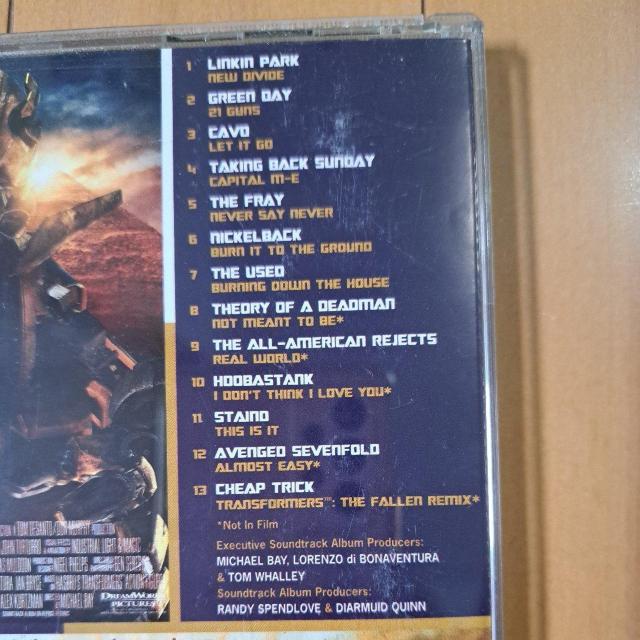 1 LINKIN PARK
NEW DIVIDE
2 GREEN DAY
21 GUNS
3 CAVO
LET IT GO
4 TAKING BACK SUNDAY
CAPITAL M-E
5 THE FRAY
NEVER SAY NEVER
6 NICKELBACK
BURN IT TO THE GROUND
7 THE USED
BURNING DOWN THE HOUSE
8 THEORY OF A DEADMAN
NOT MEANT TO BE*
9 THE ALL-AMERICAN REJECTS
REAL WORLD*
10 HOOBASTANK
I DON'T THINK I LOVE YOU*
11 STAIND
THIS IS IT
12 AVENGED SEVENFOLD
ALMOST EASY*
13 CHEAP TRICK
TRANSFORMERS™: THE FALLEN REMIX*
*Not In Film
Executive Soundtrack Album Producers:
MICHAEL BAY, LORENZO di BONAVENTURA
& TOM WHALLEY
Soundtrack Album Producers:
RANDY SPENDLOVE & DIARMUID QUINN
DREAMWORKS
PICTURES